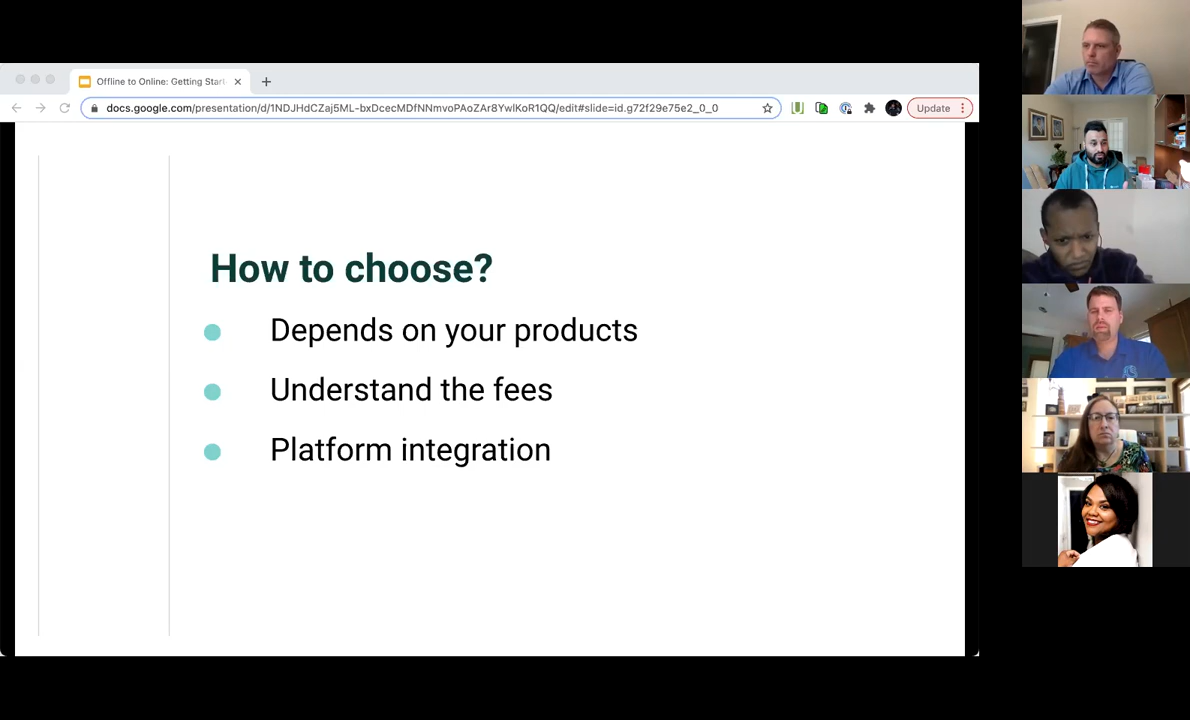 Offline to Online: Getting Start
docs.google.com/presentation/d/1NDJHdCZaj5ML-bxDcecMDfNNmvoPAoZAr8YwlKoR1QQ/edit#slide=id.g72f29e75e2_0_0
Update
How to choose?
Depends on your products
Understand the fees
Platform integration